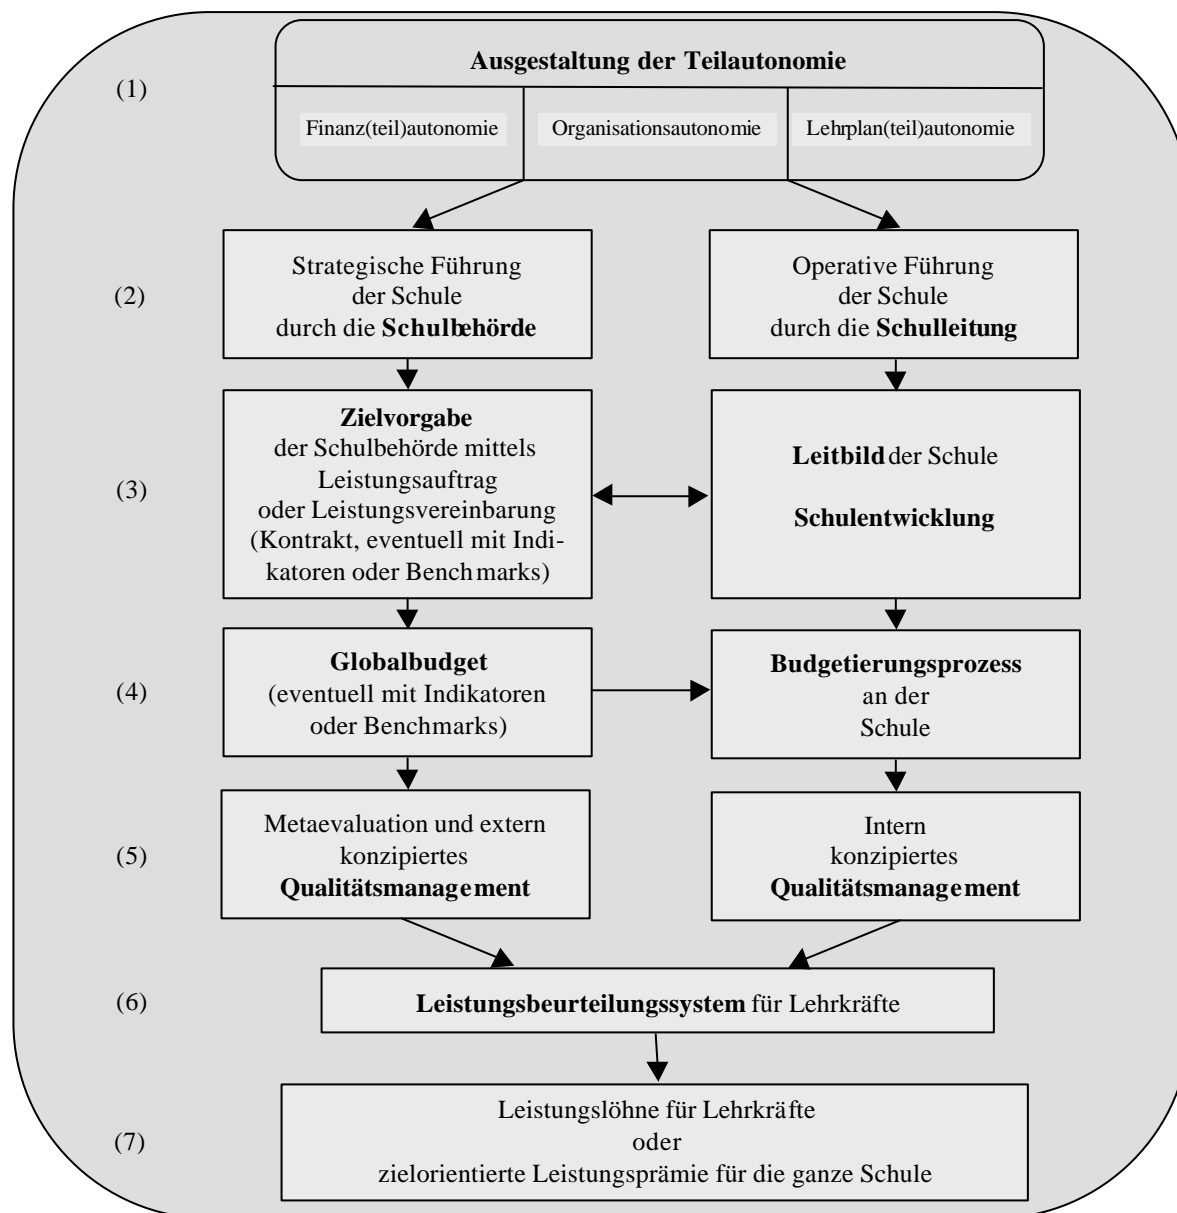 Ausgestaltung der Teilautonomie
(1)
Finanz(teil)autonomie
Organisationsautonomie
Lehrplan(teil)autonomie
(2)
Strategische Führung
der Schule
durch die Schulbehörde
Operative Führung
der Schule
durch die Schulleitung
(3)
Zielvorgabe
der Schulbehörde mittels
Leistungsauftrag
oder Leistungsvereinbarung
(Kontrakt, eventuell mit Indi-
katoren oder Benchmarks)
Leitbild der Schule
Schulentwicklung
(4)
Globalbudget
(eventuell mit Indikatoren
oder Benchmarks)
Budgetierungsprozess
an der
Schule
(5)
Metaevaluation und extern
konzipiertes
Qualitätsmanagement
Intern
konzipiertes
Qualitätsmanagement
(6)
Leistungsbeurteilungssystem für Lehrkräfte
(7)
Leistungslöhne für Lehrkräfte
oder
zielorientierte Leistungsprämie für die ganze Schule